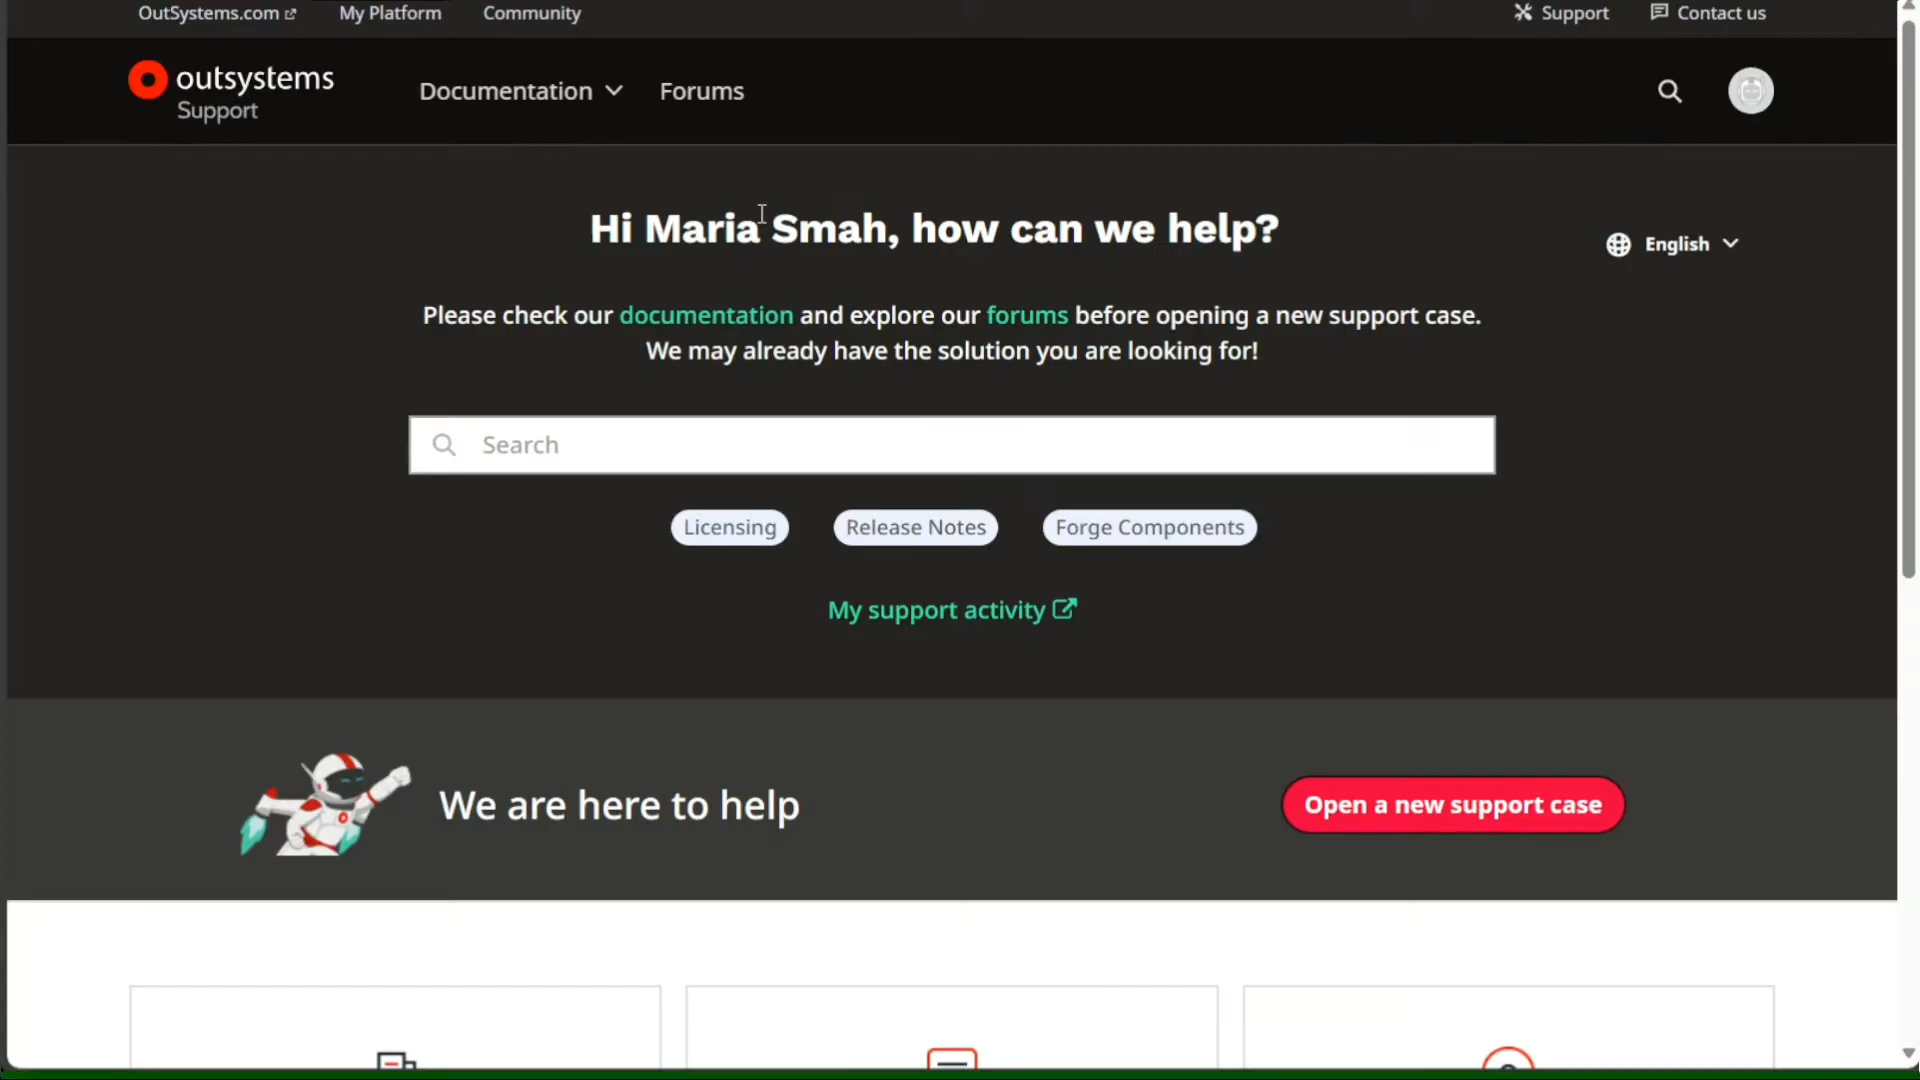 OutSystems.com My Platform Community Support Contact us
outsystems
Support
Documentation Forums
Hi Maria Smah, how can we help?
English
Please check our documentation and explore our forums before opening a new support case.
We may already have the solution you are looking for!
Search
Licensing Release Notes Forge Components
My support activity
We are here to help
Open a new support case